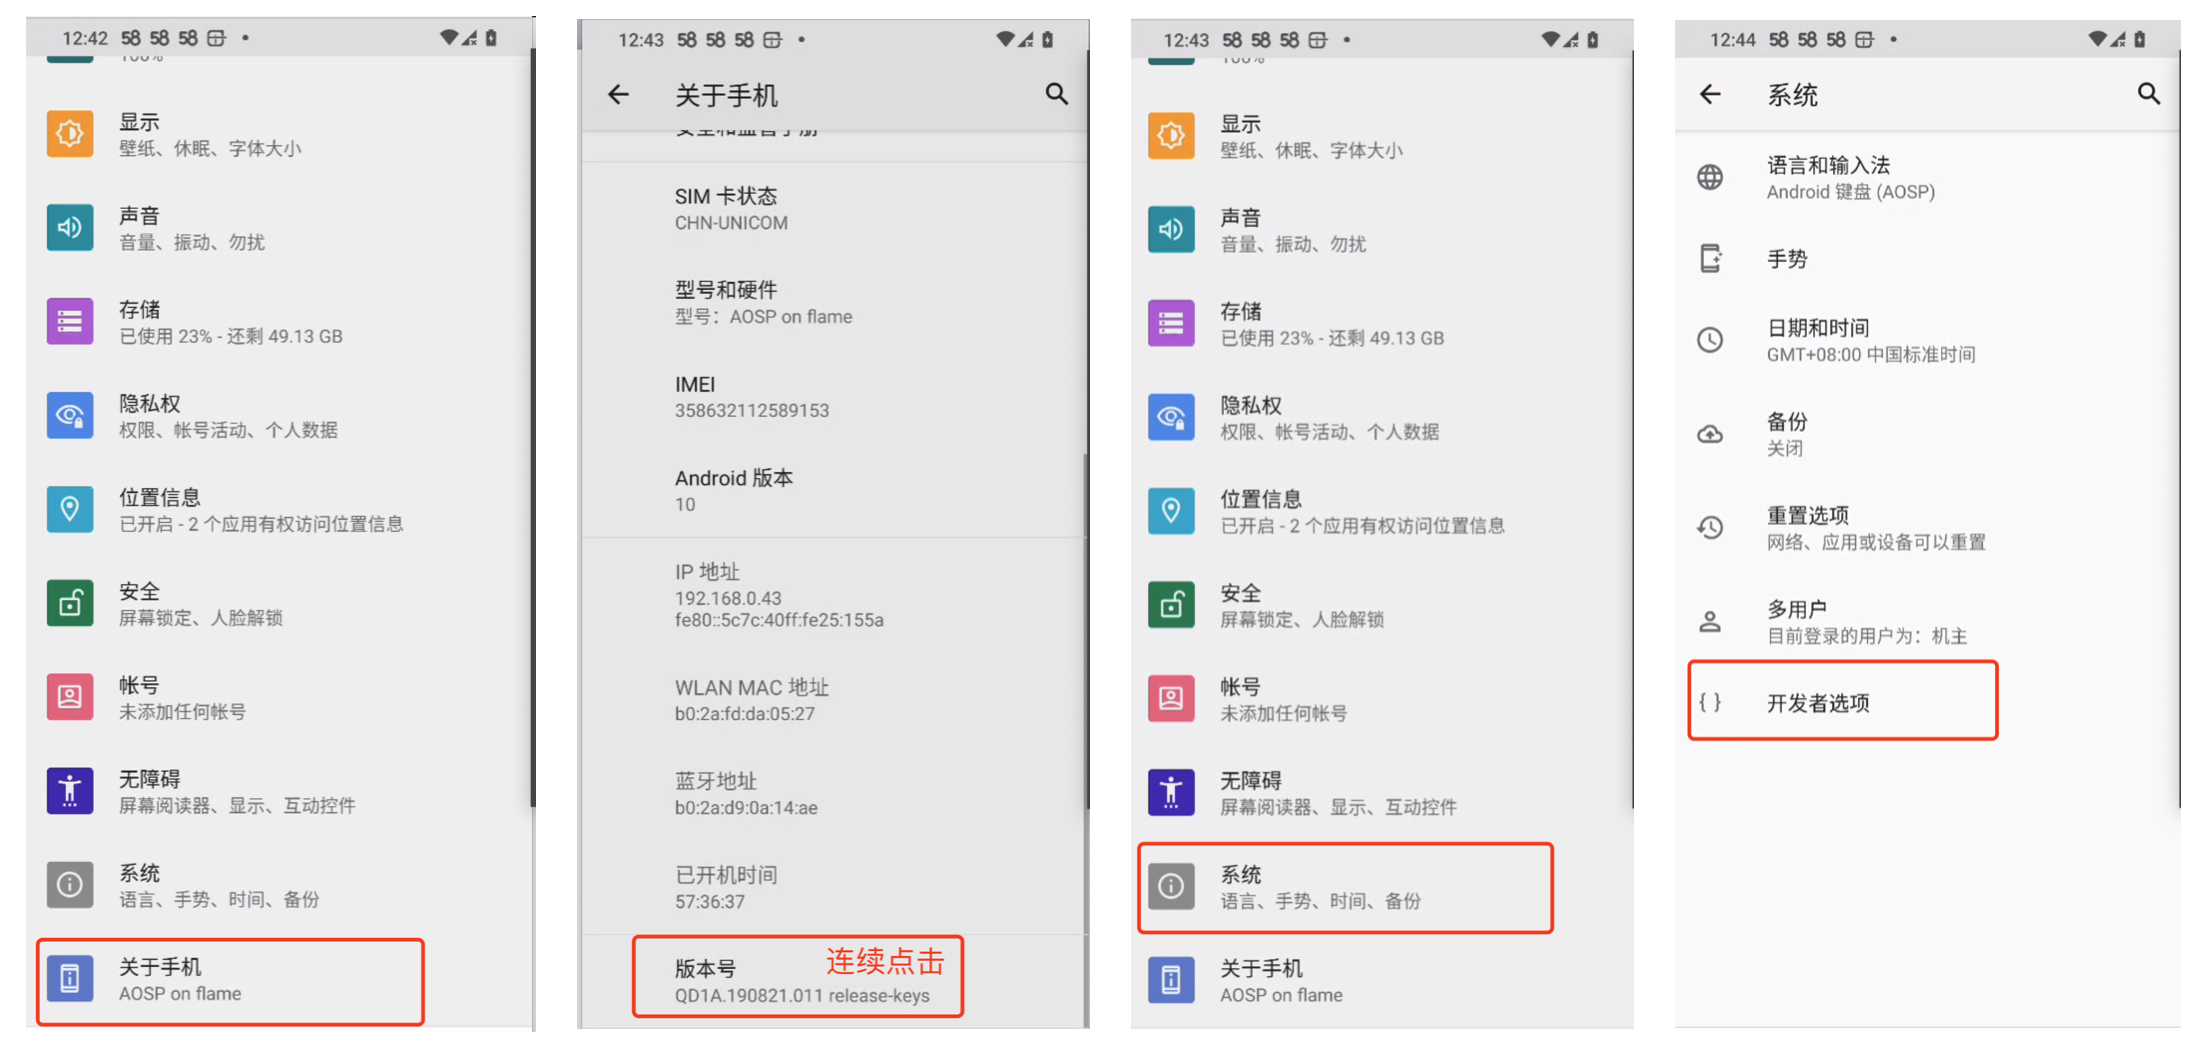 12:42 58 58 58
100%
显示
壁纸、休眠、字体大小
声音
音量、振动、勿扰
存储
已使用 23% - 还剩 49.13 GB
隐私权
权限、帐号活动、个人数据
位置信息
已开启 - 2 个应用有权访问位置信息
安全
屏幕锁定、人脸解锁
帐号
未添加任何帐号
无障碍
屏幕阅读器、显示、互动控件
系统
语言、手势、时间、备份
关于手机
AOSP on flame
12:43 58 58 58
关于手机
安全和监管手册
SIM 卡状态
CHN-UNICOM
型号和硬件
型号：AOSP on flame
IMEI
358632112589153
Android 版本
10
IP 地址
192.168.0.43
fe80::5c7c:40ff:fe25:155a
WLAN MAC 地址
b0:2a:fd:da:05:27
蓝牙地址
b0:2a:d9:0a:14:ae
已开机时间
57:36:37
版本号
连续点击
QD1A.190821.011 release-keys
12:43 58 58 58
100%
显示
壁纸、休眠、字体大小
声音
音量、振动、勿扰
存储
已使用 23% - 还剩 49.13 GB
隐私权
权限、帐号活动、个人数据
位置信息
已开启 - 2 个应用有权访问位置信息
安全
屏幕锁定、人脸解锁
帐号
未添加任何帐号
无障碍
屏幕阅读器、显示、互动控件
系统
语言、手势、时间、备份
关于手机
AOSP on flame
12:44 58 58 58
系统
语言和输入法
Android 键盘 (AOSP)
手势
日期和时间
GMT+08:00 中国标准时间
备份
关闭
重置选项
网络、应用或设备可以重置
多用户
目前登录的用户为：机主
{ } 开发者选项